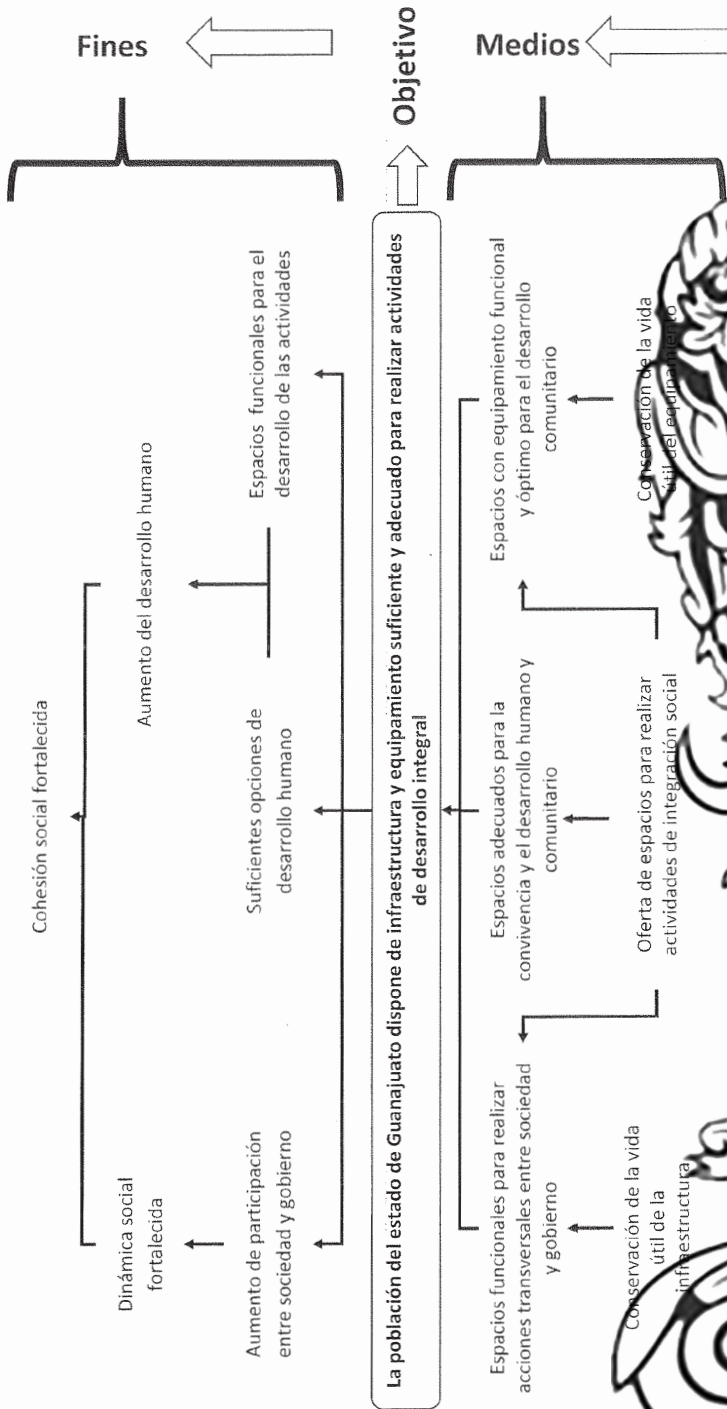 Cohesión social fortalecida
Dinámica social
fortalecida
Aumento del desarrollo humano
Aumento de participación
entre sociedad y gobierno
Suficientes opciones de
desarrollo humano
Espacios funcionales para el
desarrollo de las actividades
Fines
La población del estado de Guanajuato dispone de infraestructura y equipamiento suficiente y adecuado para realizar actividades
de desarrollo integral
Objetivo
Espacios funcionales para realizar
acciones transversales entre sociedad
y gobierno
Espacios adecuados para la
convivencia y el desarrollo humano y
comunitario
Espacios con equipamiento funcional
y óptimo para el desarrollo
comunitario
Medios
Conservación de la vida
útil de la
infraestructura
Oferta de espacios para realizar
actividades de integración social
Conservación de la vida
útil del equipamiento